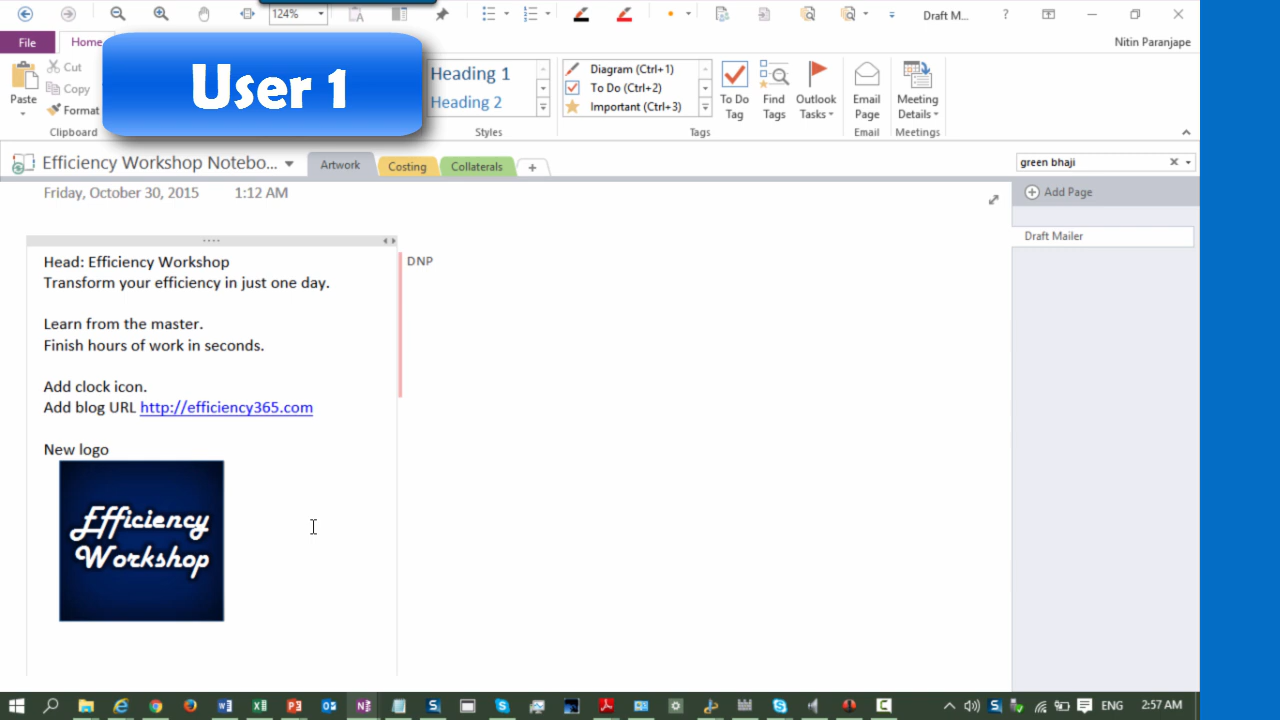 124%
Draft M...
?
File
Home
Nitin Paranjape
User 1
Cut
Copy
Format
Paste
Clipboard
Heading 1
Heading 2
Styles
Diagram (Ctrl+1)
To Do (Ctrl+2)
Important (Ctrl+3)
Tags
To Do
Tag
Find
Tags
Outlook
Tasks
Email
Page
Email
Meeting
Details
Meetings
Efficiency Workshop Notebo...
Artwork
Costing
Collaterals
green bhaji
Friday, October 30, 2015
1:12 AM
Add Page
Draft Mailer
Head: Efficiency Workshop
DNP
Transform your efficiency in just one day.
Learn from the master.
Finish hours of work in seconds.
Add clock icon.
Add blog URL http://efficiency365.com
New logo
Efficiency
Workshop
ENG
2:57 AM